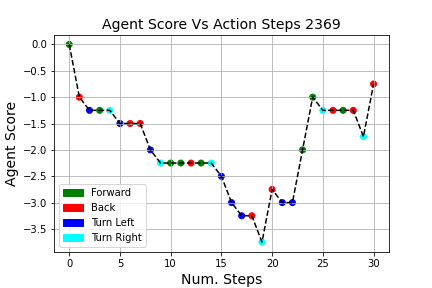 Agent Score Vs Action Steps 2369
0.0
−0.5
−1.0
−1.5
−2.0
−2.5
−3.0
−3.5
Agent Score
Forward
Back
Turn Left
Turn Right
0 5 10 15 20 25 30
Num. Steps